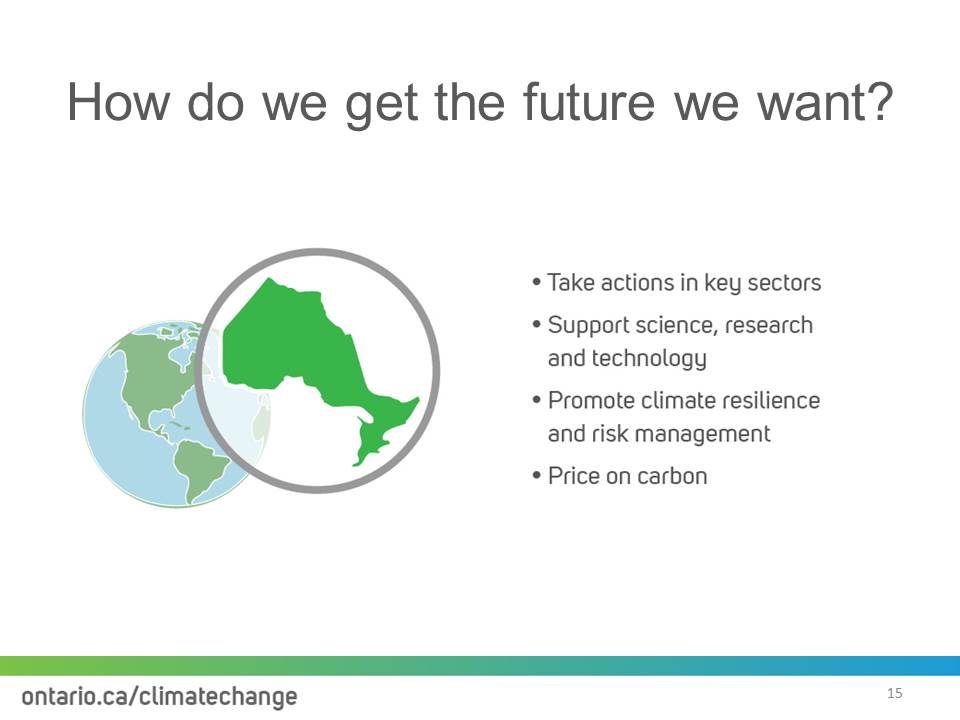 How do we get the future we want?
• Take actions in key sectors
• Support science, research
and technology
• Promote climate resilience
and risk management
• Price on carbon
ontario.ca/climatechange
15